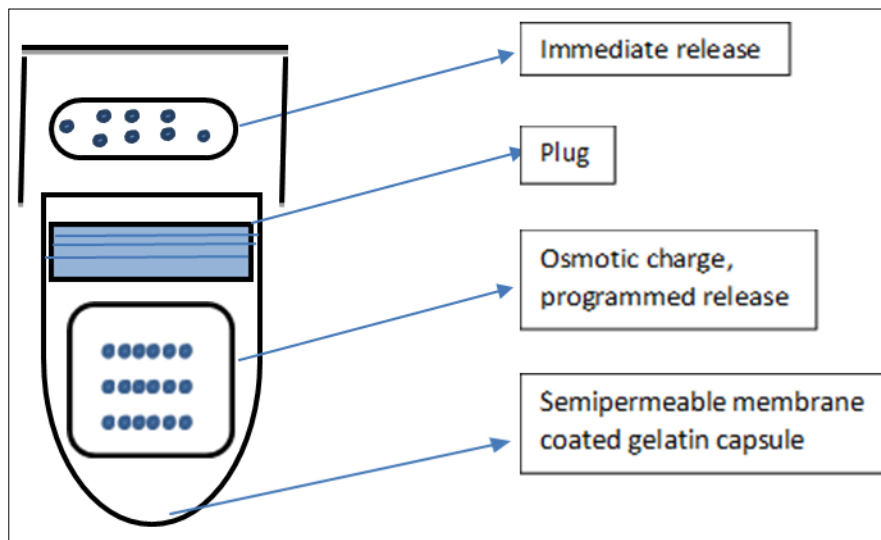 Immediate release
Plug
Osmotic charge,
programmed release
Semipermeable membrane
coated gelatin capsule